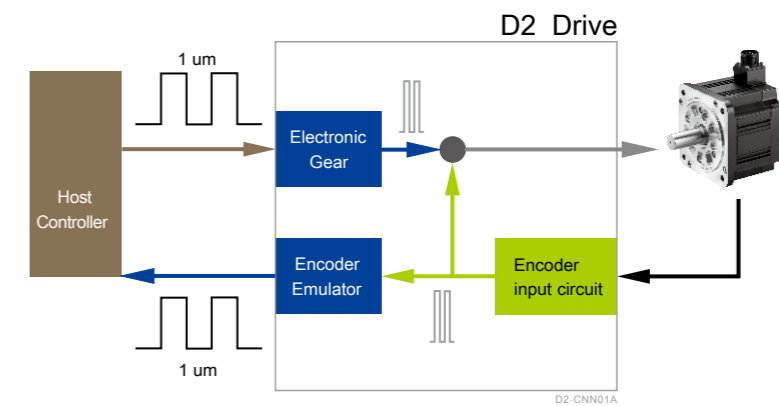 D2 Drive
1 um
Electronic
Gear
Host
Controller
Encoder
Emulator
Encoder
input circuit
1 um
D2-CNN01A